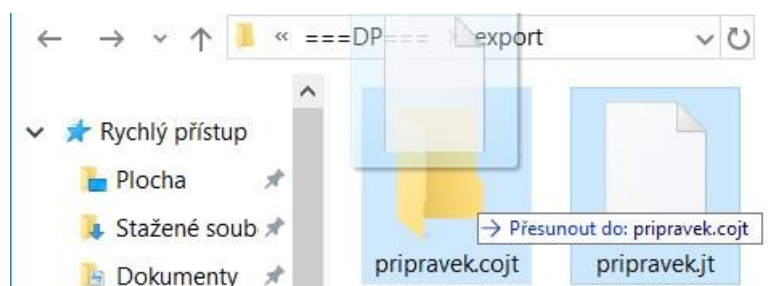 « ===DP=== > export
Rychlý přístup
Plocha
Stažené soub
Dokumenty
→ Přesunout do: pripravek.cojt
pripravek.cojt
pripravek.jt